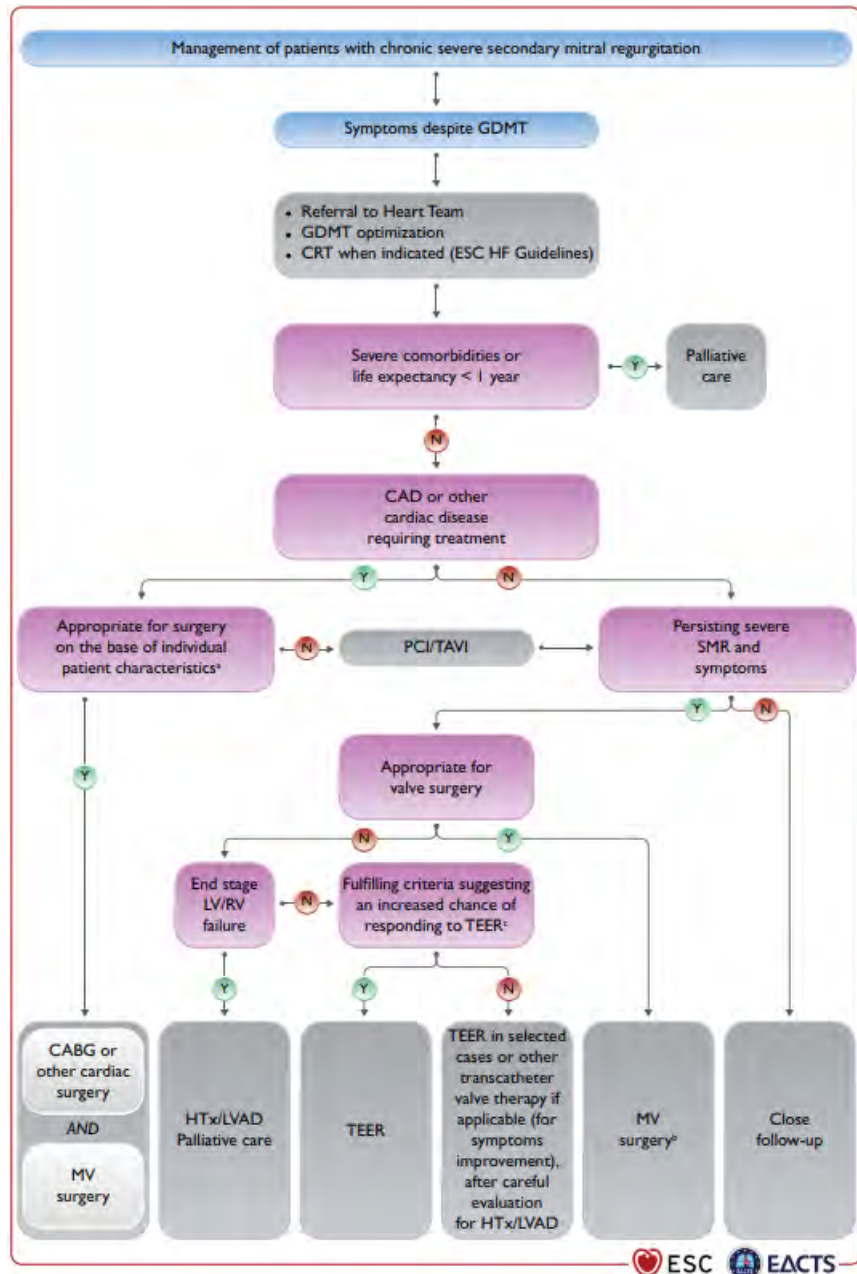 Management of patients with chronic severe secondary mitral regurgitation
Symptoms despite GDMT
• Referral to Heart Team
• GDMT optimization
• CRT when indicated (ESC HF Guidelines)
Severe comorbidities or
life expectancy < 1 year
Y
Palliative
care
N
CAD or other
cardiac disease
requiring treatment
Y
N
Appropriate for surgery
on the base of individual
patient characteristicsᵃ
N
PCI/TAVI
Persisting severe
SMR and
symptoms
Y
N
Y
Appropriate for
valve surgery
N
Y
End stage
LV/RV
failure
N
Fulfilling criteria suggesting
an increased chance of
responding to TEERᶜ
Y
Y
N
CABG or
other cardiac
surgery
AND
MV
surgery
HTx/LVAD
Palliative care
TEER
TEER in selected
cases or other
transcatheter
valve therapy if
applicable (for
symptoms
improvement),
after careful
evaluation
for HTx/LVAD
MV
surgeryᵇ
Close
follow-up
ESC
EACTS